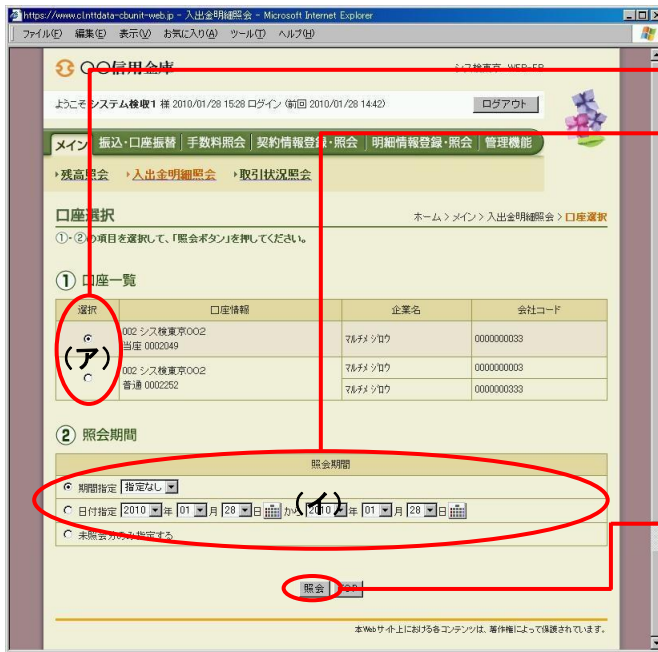 https://www.clnttdata-cbunit-web.jp - 入出金明細照会 - Microsoft Internet Explorer
ファイル(F) 編集(E) 表示(V) お気に入り(A) ツール(T) ヘルプ(H)
〇〇信用金庫
ようこそ システム検収1 様 2010/01/28 15:28 ログイン (前回 2010/01/28 14:42) ログアウト
メイン 振込・口座振替 手数料照会 契約情報登録・照会 明細情報登録・照会 管理機能
残高照会 入出金明細照会 取引状況照会
口座選択 ホーム > メイン > 入出金明細照会 > 口座選択
①-②の項目を選択して、「照会ボタン」を押してください。
① 口座一覧
選択 口座情報 企業名 会社コード
002 シス検東京〇〇2
当座 0002049
マルチメ ジロウ 0000000033
(ア)
002 シス検東京〇〇2
普通 0002252
マルチメ ジロウ 0000000003
マルチメ ジロウ 0000000333
② 照会期間
照会期間
期間指定 指定なし
日付指定 2010 年 01 月 28 日 から 2010 年 01 月 28 日
(イ)
未照会分のみ指定する
照会
本Webサイト上における各コンテンツは、著作権によって保護されています。